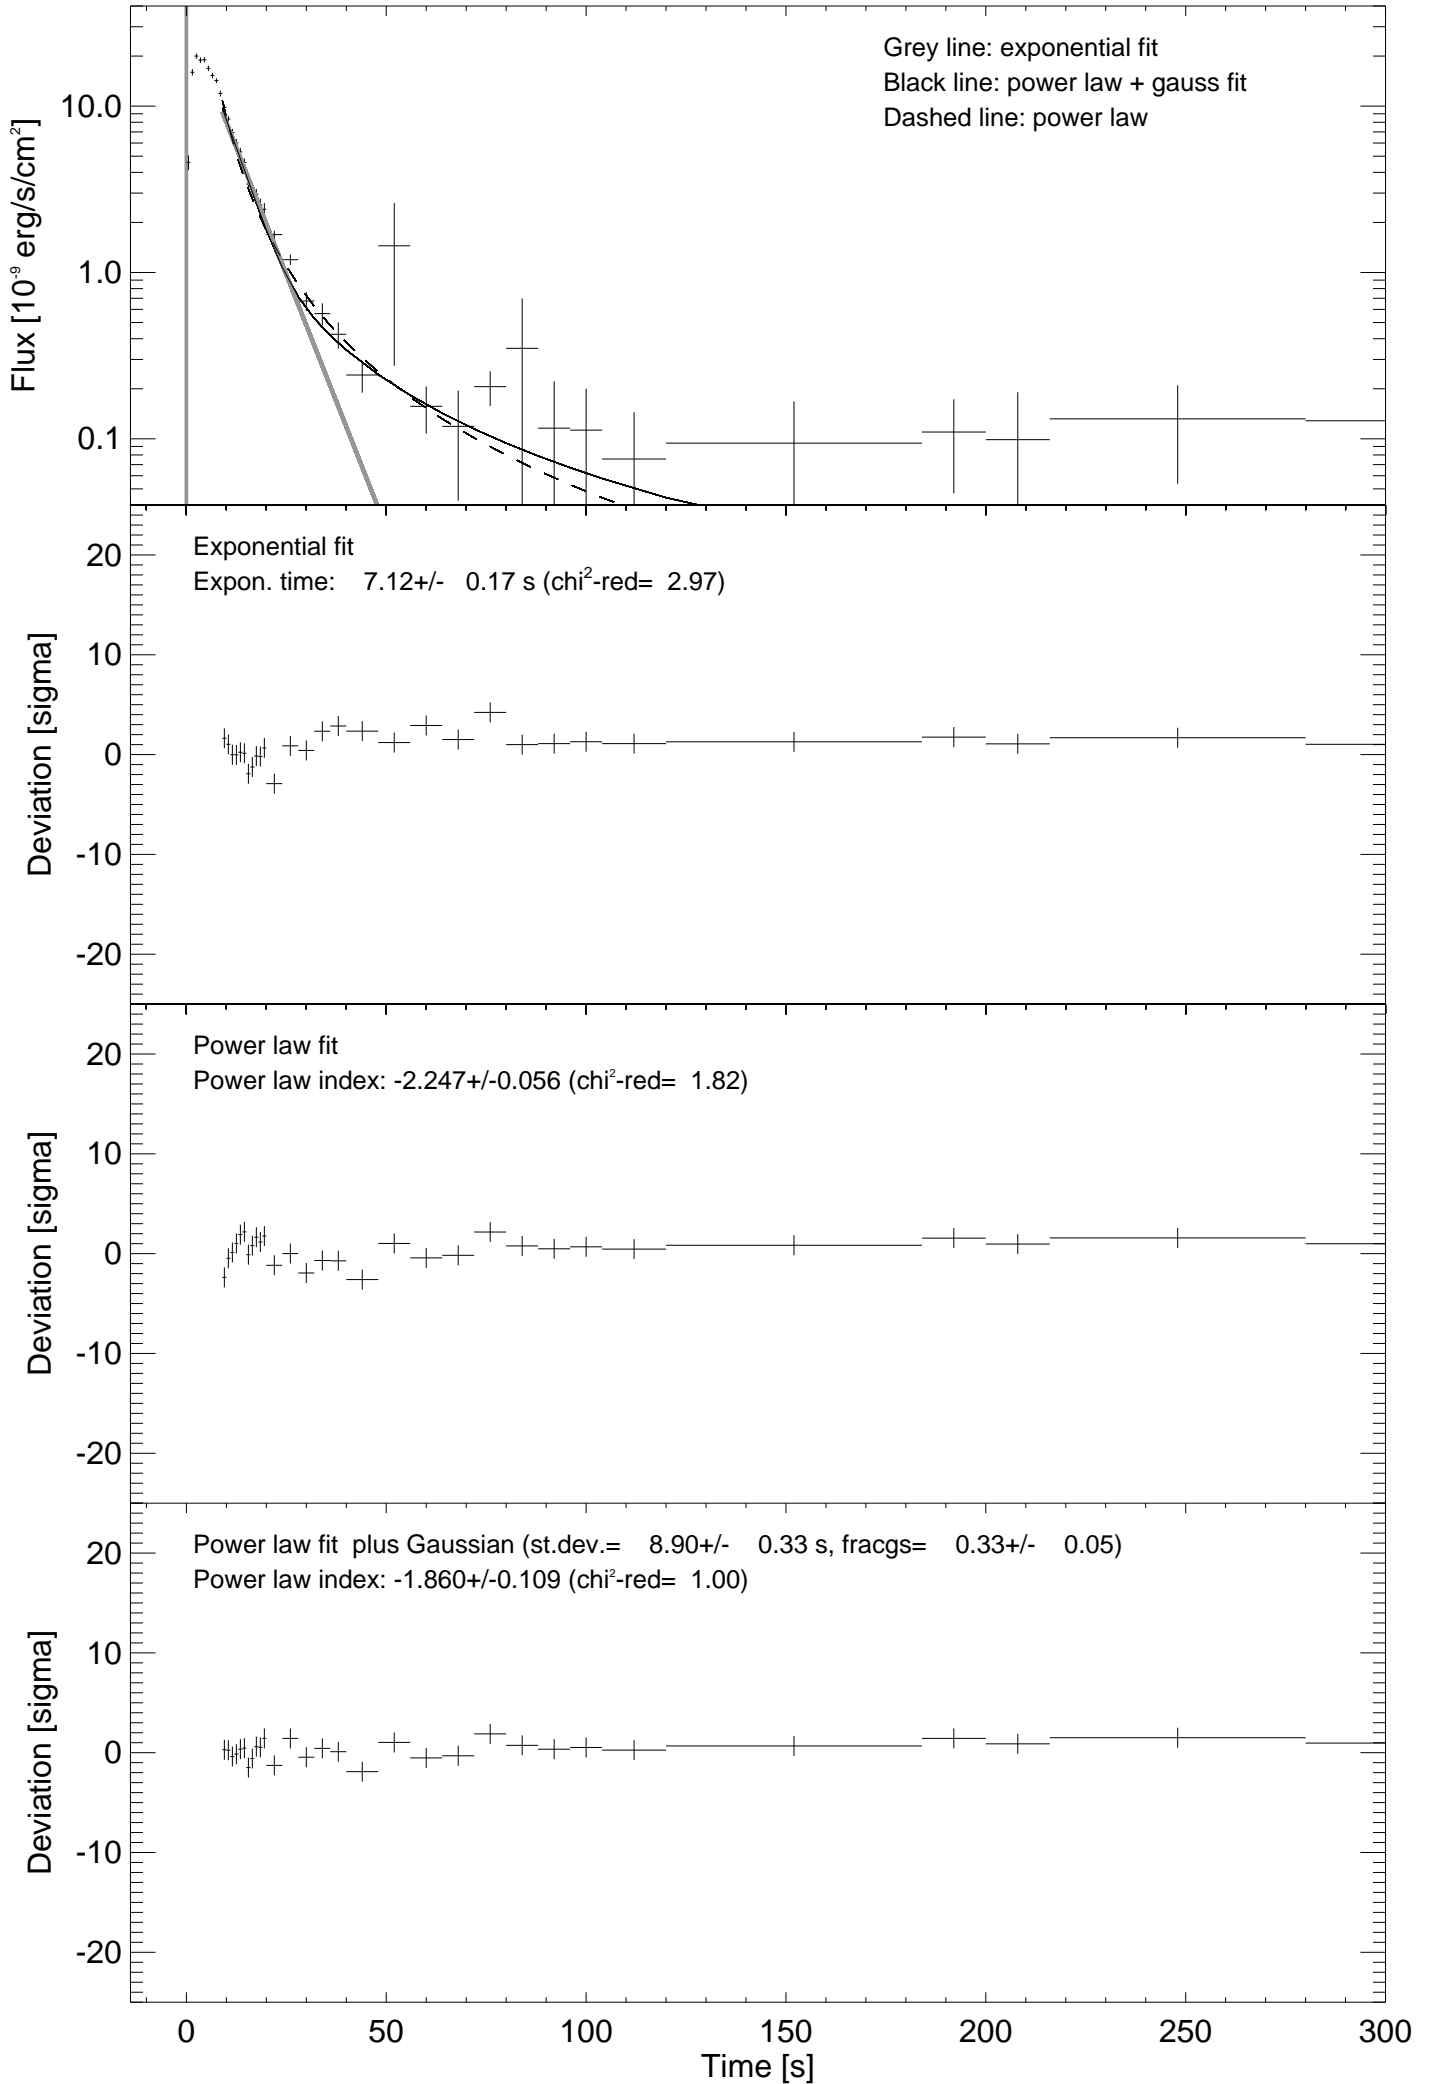 Grey line: exponential fit
Black line: power law + gauss fit
Dashed line: power law
Flux [10⁻⁹ erg/s/cm²]
10.0
1.0
0.1
Exponential fit
Expon. time: 7.12+/- 0.17 s (chi²-red= 2.97)
Deviation [sigma]
20
10
0
-10
-20
Power law fit
Power law index: -2.247+/-0.056 (chi²-red= 1.82)
Deviation [sigma]
20
10
0
-10
-20
Power law fit plus Gaussian (st.dev.= 8.90+/- 0.33 s, fracgs= 0.33+/- 0.05)
Power law index: -1.860+/-0.109 (chi²-red= 1.00)
Deviation [sigma]
20
10
0
-10
-20
0 50 100 150 200 250 300
Time [s]